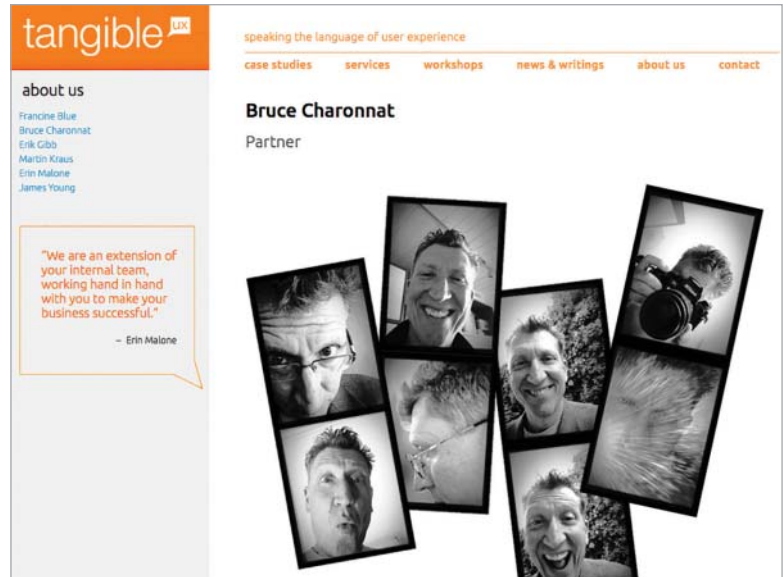 tangible ux
speaking the language of user experience
case studies services workshops news & writings about us contact
about us
Francine Blue
Bruce Charonnat
Erik Gibb
Martin Kraus
Erin Malone
James Young
“We are an extension of
your internal team,
working hand in hand
with you to make your
business successful.”
– Erin Malone
Bruce Charonnat
Partner